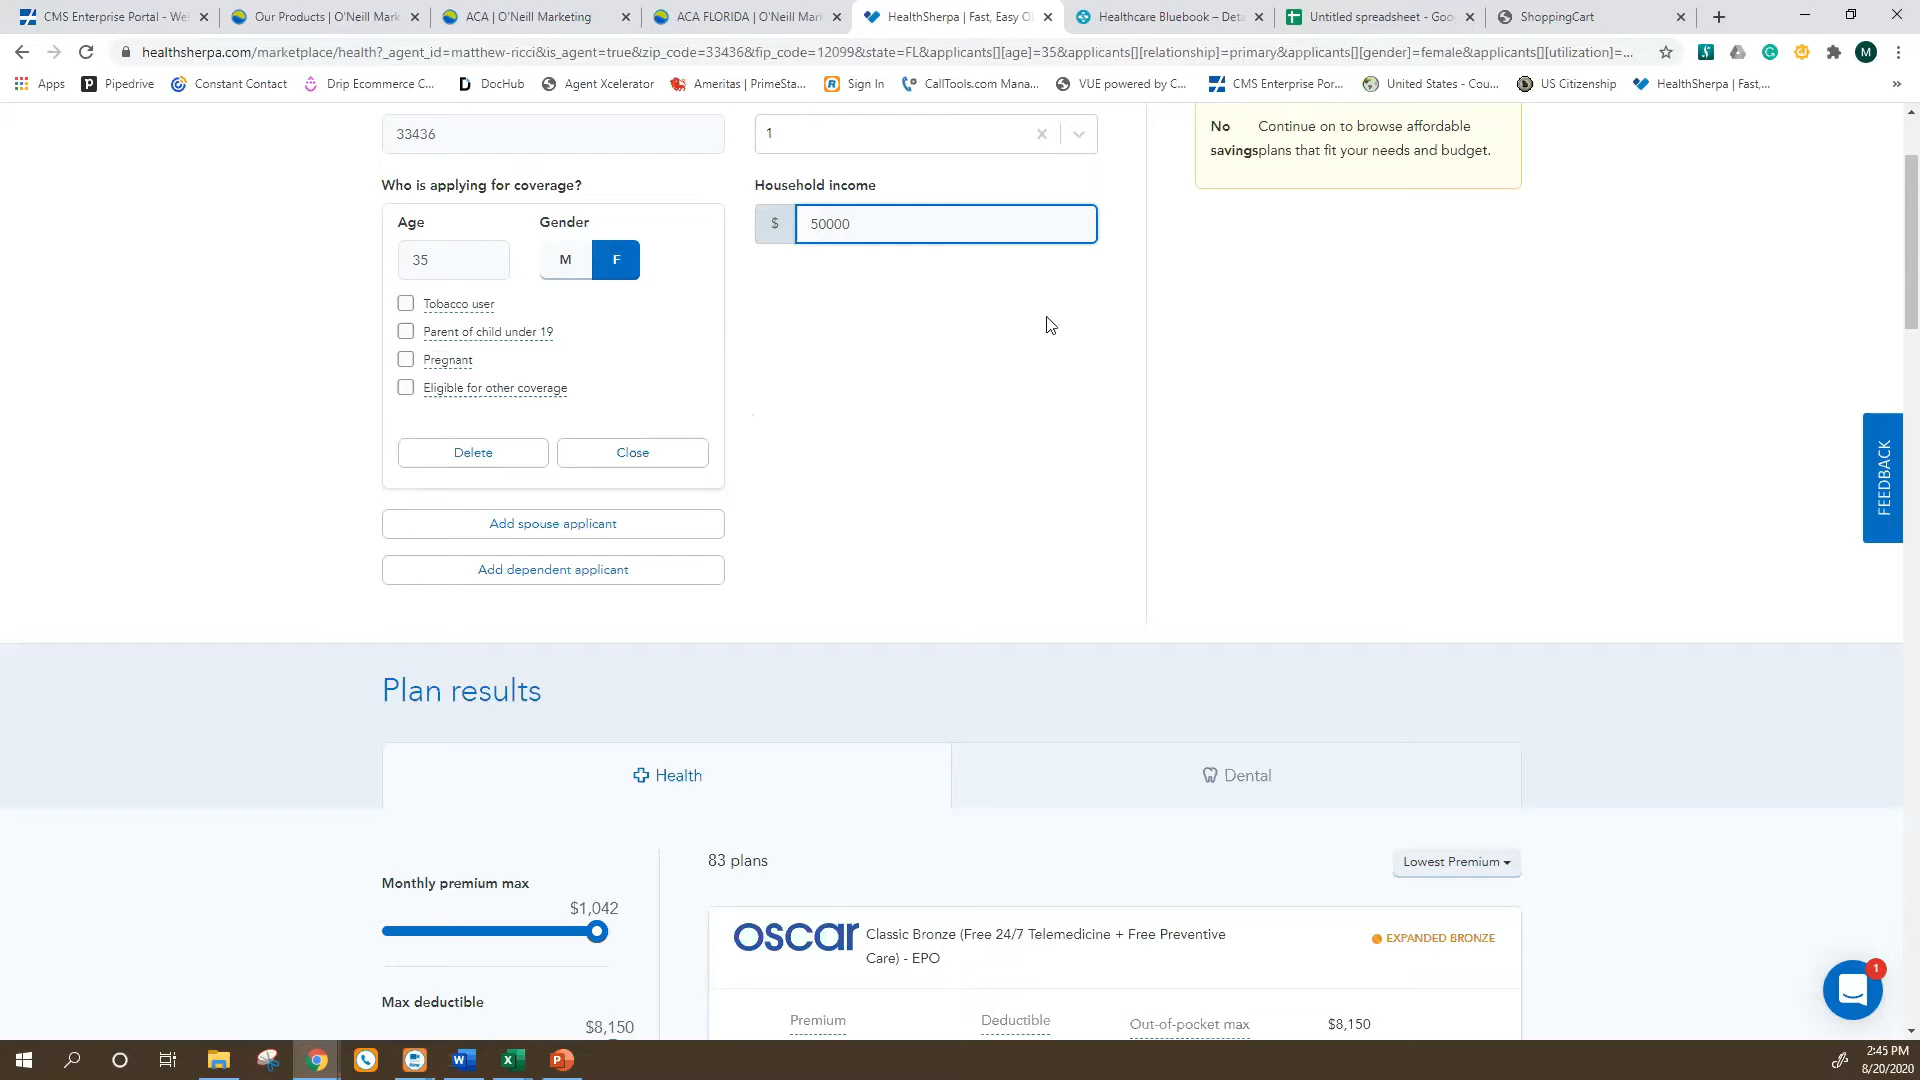 CMS Enterprise Portal - We
Our Products | O'Neill Mark
ACA | O'Neill Marketing
ACA FLORIDA | O'Neill Mar
HealthSherpa | Fast, Easy O
Healthcare Bluebook – Det
Untitled spreadsheet - Goo
ShoppingCart
healthsherpa.com/marketplace/health?_agent_id=matthew-ricci&is_agent=true&zip_code=33436&fip_code=12099&state=FL&applicants[][age]=35&applicants[][relationship]=primary&applicants[][gender]=female&applicants[][utilization]=...
M
Apps
Pipedrive
Constant Contact
Drip Ecommerce C...
DocHub
Agent Xcelerator
Ameritas | PrimeSta...
Sign In
CallTools.com Mana...
VUE powered by C...
CMS Enterprise Por...
United States - Cou...
US Citizenship
HealthSherpa | Fast,...
»
33436
1
No savings
Continue on to browse affordable
plans that fit your needs and budget.
Who is applying for coverage?
Household income
Age
Gender
$ 50000
35
M F
Tobacco user
Parent of child under 19
Pregnant
Eligible for other coverage
Delete
Close
FEEDBACK
Add spouse applicant
Add dependent applicant
Plan results
Health
Dental
83 plans
Lowest Premium
Monthly premium max
$1,042
oscar
Classic Bronze (Free 24/7 Telemedicine + Free Preventive
Care) - EPO
EXPANDED BRONZE
Max deductible
$8,150
Premium
Deductible
Out-of-pocket max
$8,150
1
2:45 PM
8/20/2020